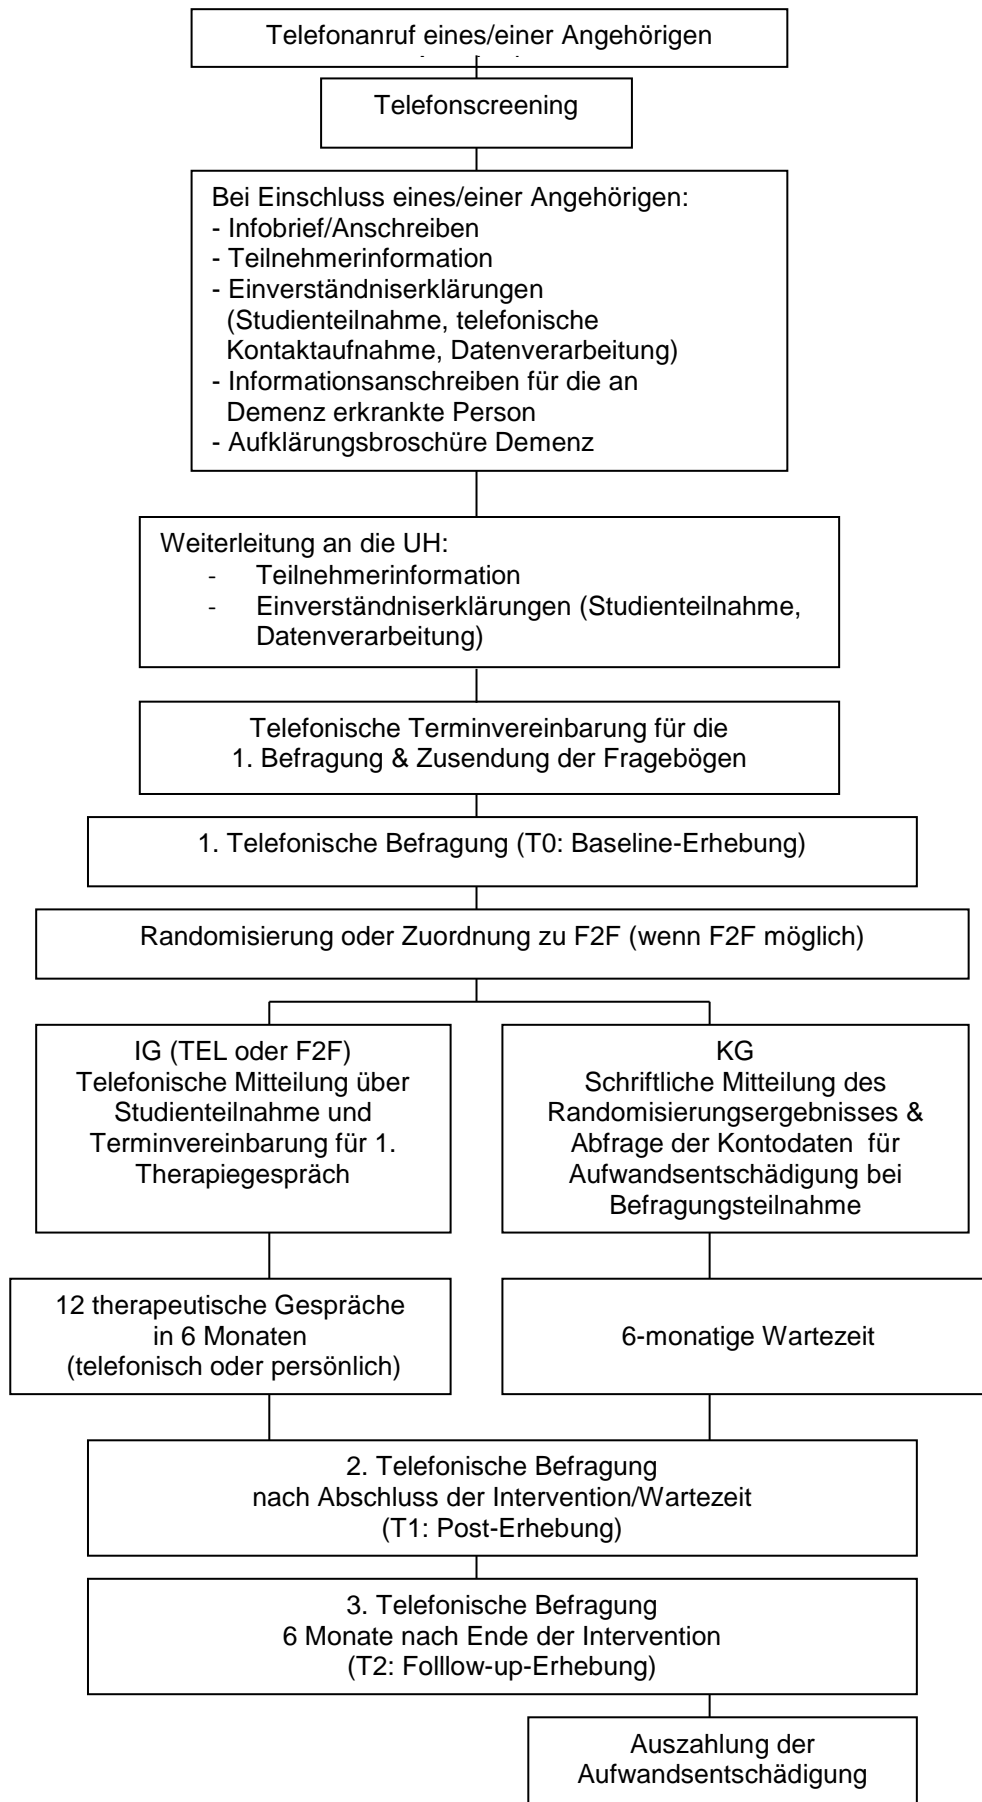 Telefonanruf eines/einer Angehörigen
Telefonscreening
Bei Einschluss eines/einer Angehörigen:
- Infobrief/Anschreiben
- Teilnehmerinformation
- Einverständniserklärungen
(Studienteilnahme, telefonische
Kontaktaufnahme, Datenverarbeitung)
- Informationsanschreiben für die an
Demenz erkrankte Person
- Aufklärungsbroschüre Demenz
Weiterleitung an die UH:
- Teilnehmerinformation
- Einverständniserklärungen (Studienteilnahme,
Datenverarbeitung)
Telefonische Terminvereinbarung für die
1. Befragung & Zusendung der Fragebögen
1. Telefonische Befragung (T0: Baseline-Erhebung)
Randomisierung oder Zuordnung zu F2F (wenn F2F möglich)
IG (TEL oder F2F)
Telefonische Mitteilung über
Studienteilnahme und
Terminvereinbarung für 1.
Therapiegespräch
KG
Schriftliche Mitteilung des
Randomisierungsergebnisses &
Abfrage der Kontodaten für
Aufwandsentschädigung bei
Befragungsteilnahme
12 therapeutische Gespräche
in 6 Monaten
(telefonisch oder persönlich)
6-monatige Wartezeit
2. Telefonische Befragung
nach Abschluss der Intervention/Wartezeit
(T1: Post-Erhebung)
3. Telefonische Befragung
6 Monate nach Ende der Intervention
(T2: Folllow-up-Erhebung)
Auszahlung der
Aufwandsentschädigung